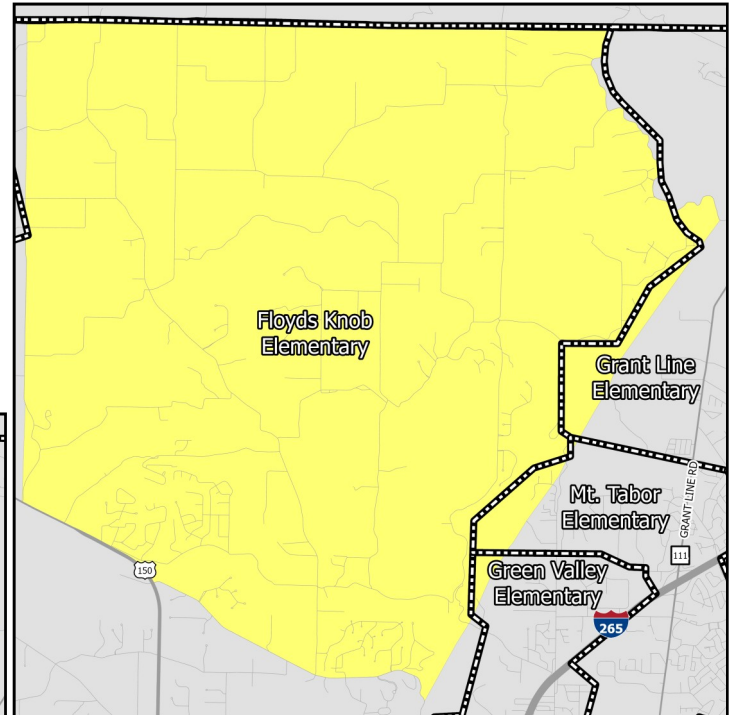 Floyds Knob
Elementary
Grant Line
Elementary
Mt. Tabor
Elementary
GRANT LINE RD
111
150
Green Valley
Elementary
265